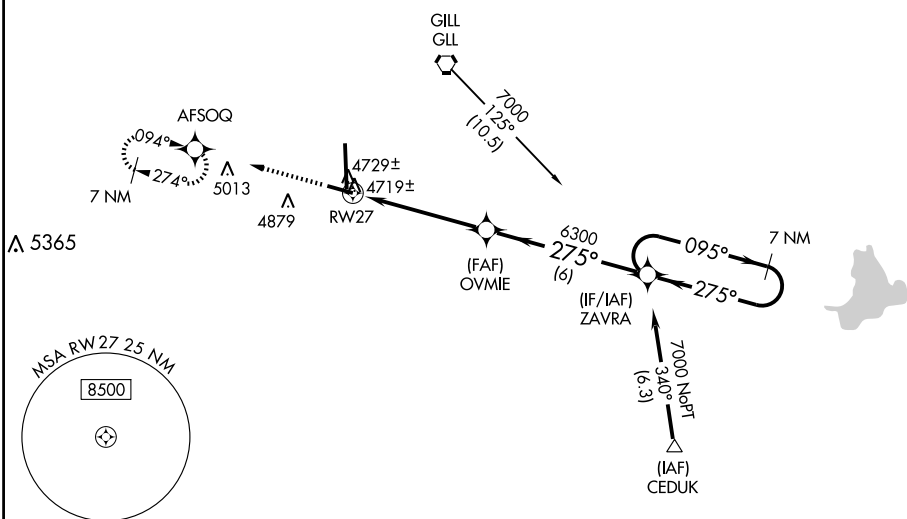 GILL
GLL
7000
125°
(10.5)
AFSOQ
094°
274°
7 NM
5013
4879
4729±
4719±
RW27
5365
(FAF)
OVMIE
6300
275°
(6)
(IF/IAF)
ZAVRA
095°
275°
7 NM
7000 NoPT
340°
(6.3)
(IAF)
CEDUK
MSA RW27 25 NM
8500